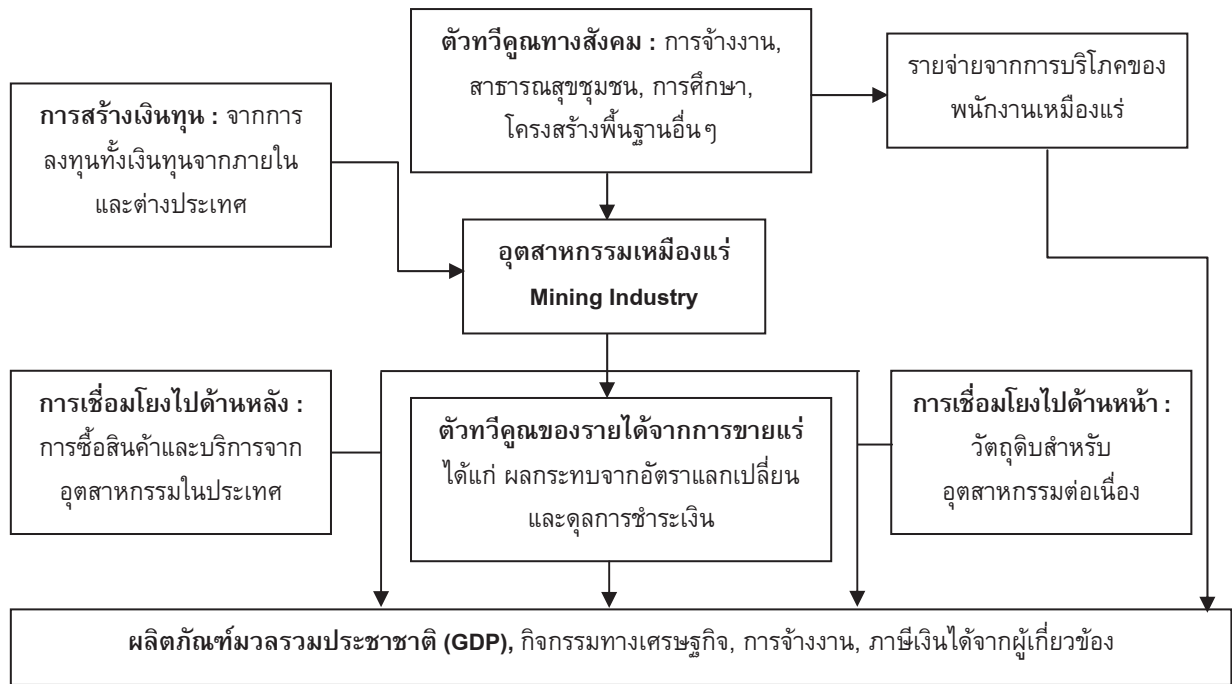 ตัวทวีคูณทางสังคม : การจ้างงาน,
สาธารณสุขชุมชน, การศึกษา,
โครงสร้างพื้นฐานอื่นๆ
รายจ่ายจากการบริโภคของ
พนักงานเหมืองแร่
การสร้างเงินทุน : จากการ
ลงทุนทั้งเงินทุนจากภายใน
และต่างประเทศ
อุตสาหกรรมเหมืองแร่
Mining Industry
การเชื่อมโยงไปด้านหลัง :
การซื้อสินค้าและบริการจาก
อุตสาหกรรมในประเทศ
ตัวทวีคูณของรายได้จากการขายแร่
ได้แก่ ผลกระทบจากอัตราแลกเปลี่ยน
และดุลการชำระเงิน
การเชื่อมโยงไปด้านหน้า :
วัตถุดิบสำหรับ
อุตสาหกรรมต่อเนื่อง
ผลิตภัณฑ์มวลรวมประชาชาติ (GDP), กิจกรรมทางเศรษฐกิจ, การจ้างงาน, ภาษีเงินได้จากผู้เกี่ยวข้อง